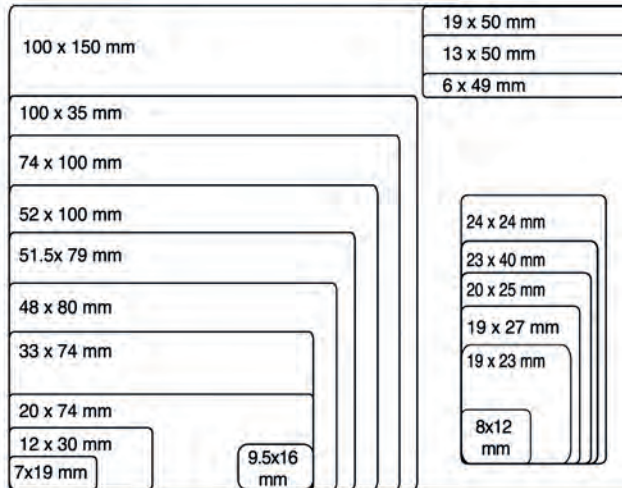 100 x 150 mm
100 x 35 mm
74 x 100 mm
52 x 100 mm
51.5x 79 mm
48 x 80 mm
33 x 74 mm
20 x 74 mm
12 x 30 mm
7x19 mm
9.5x16
mm
19 x 50 mm
13 x 50 mm
6 x 49 mm
24 x 24 mm
23 x 40 mm
20 x 25 mm
19 x 27 mm
19 x 23 mm
8x12
mm